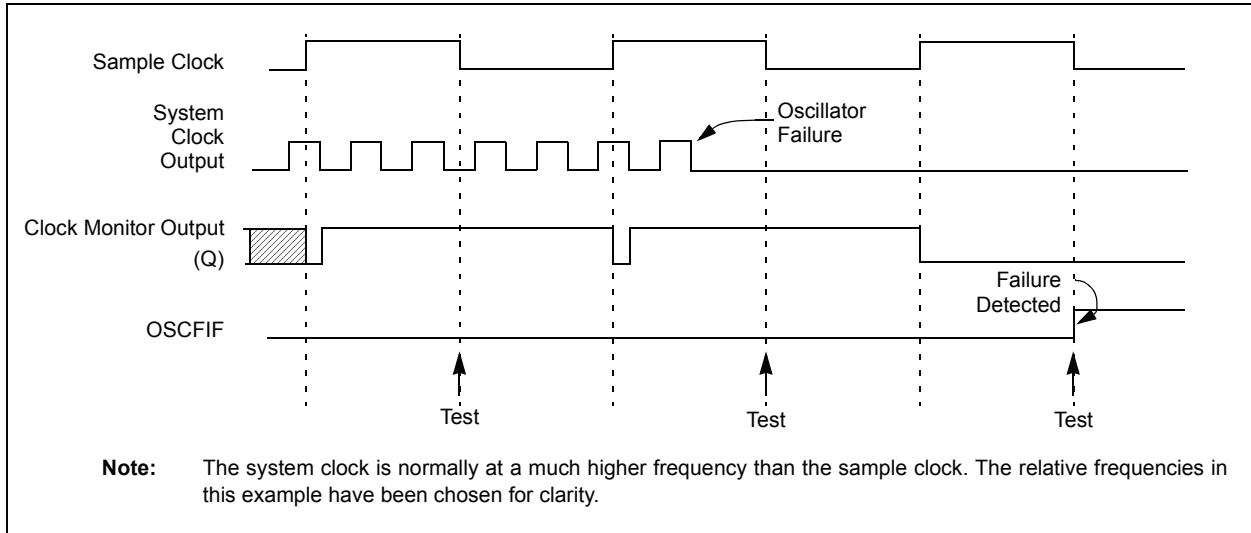 Sample Clock
System
Clock
Output
Oscillator
Failure
Clock Monitor Output
(Q)
Failure
Detected
OSCFIF
Test
Test
Test
Note: The system clock is normally at a much higher frequency than the sample clock. The relative frequencies in
this example have been chosen for clarity.